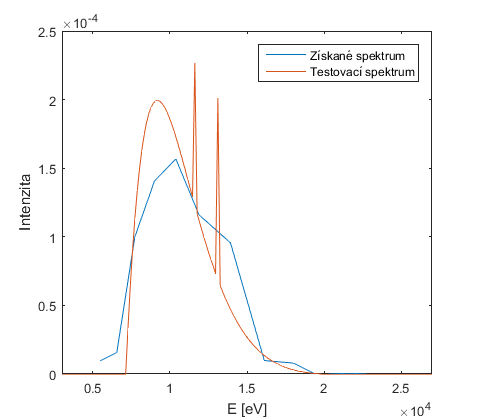 ×10⁻⁴
2.5
2
1.5
1
0.5
0
Intenzita
Získané spektrum
Testovací spektrum
0.5 1 1.5 2 2.5
E [eV]
×10⁴